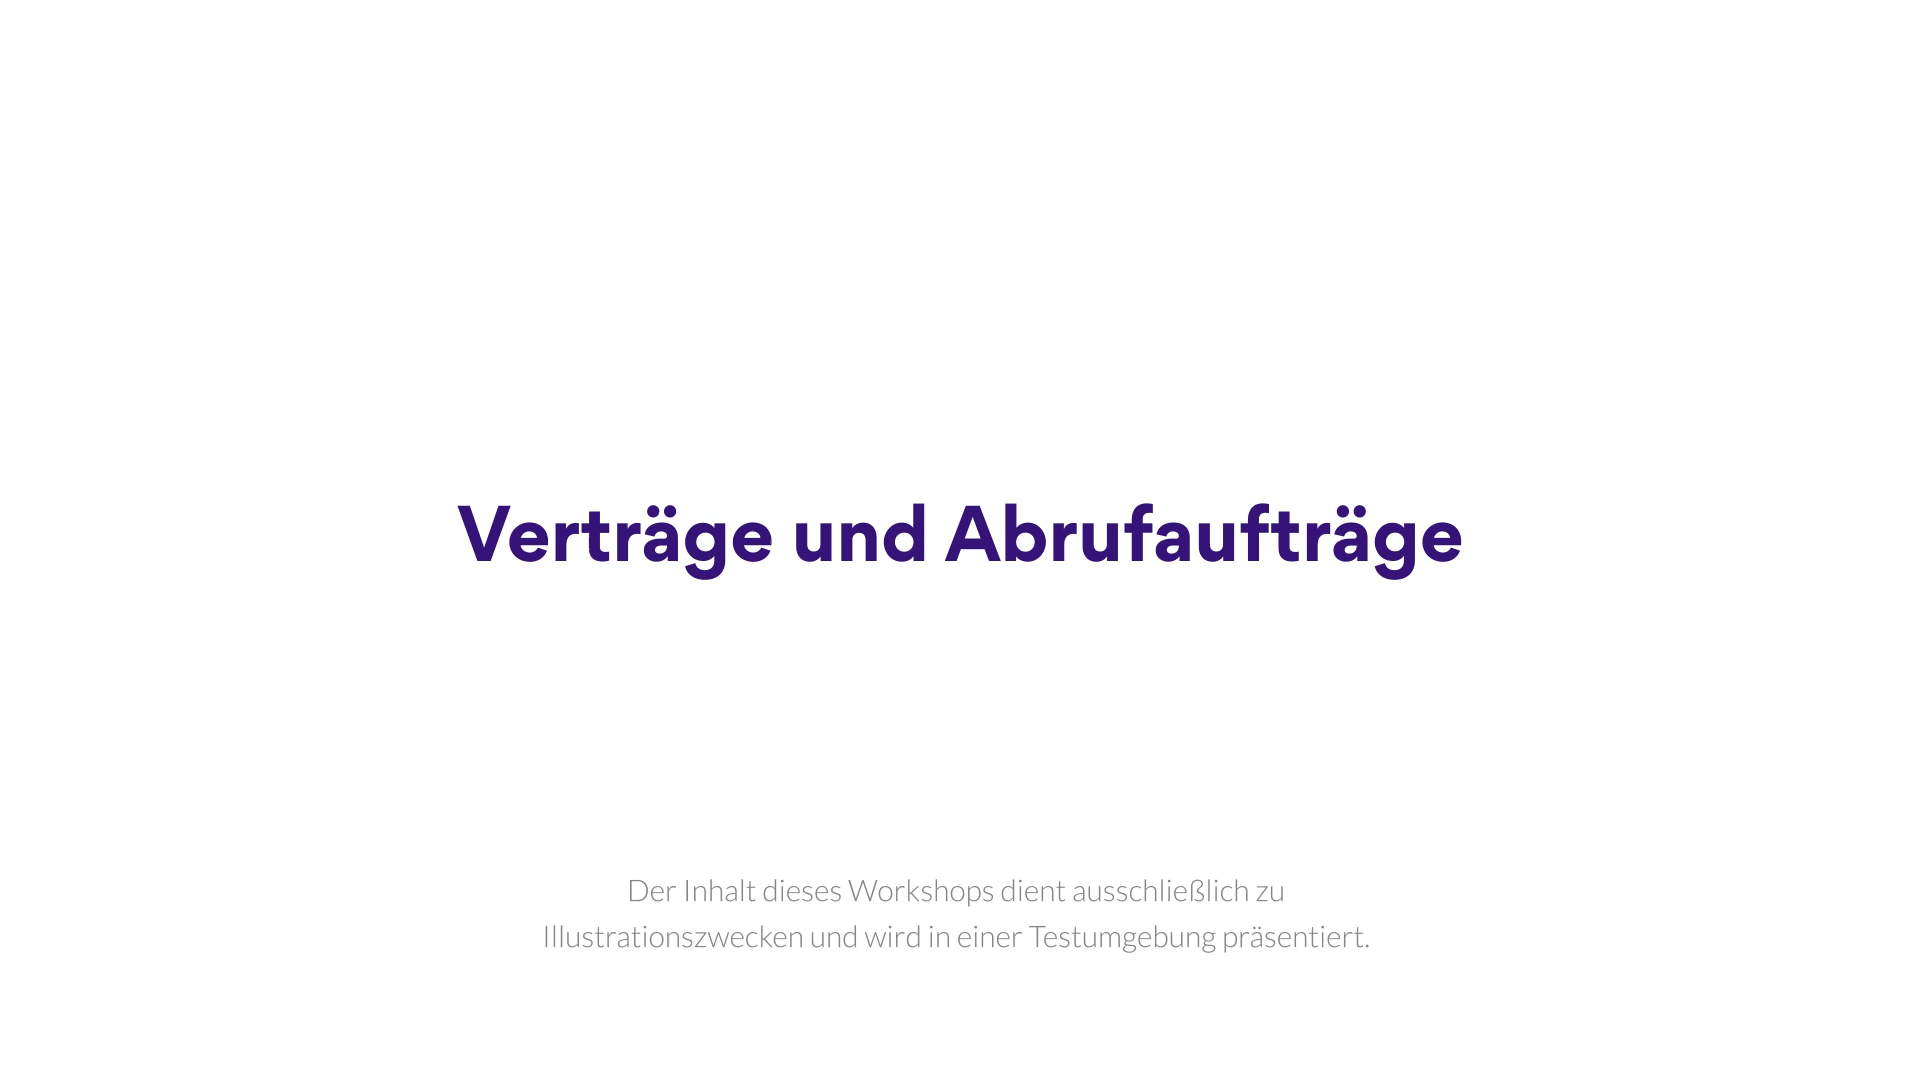 Verträge und Abrufaufträge
Der Inhalt dieses Workshops dient ausschließlich zu
Illustrationszwecken und wird in einer Testumgebung präsentiert.